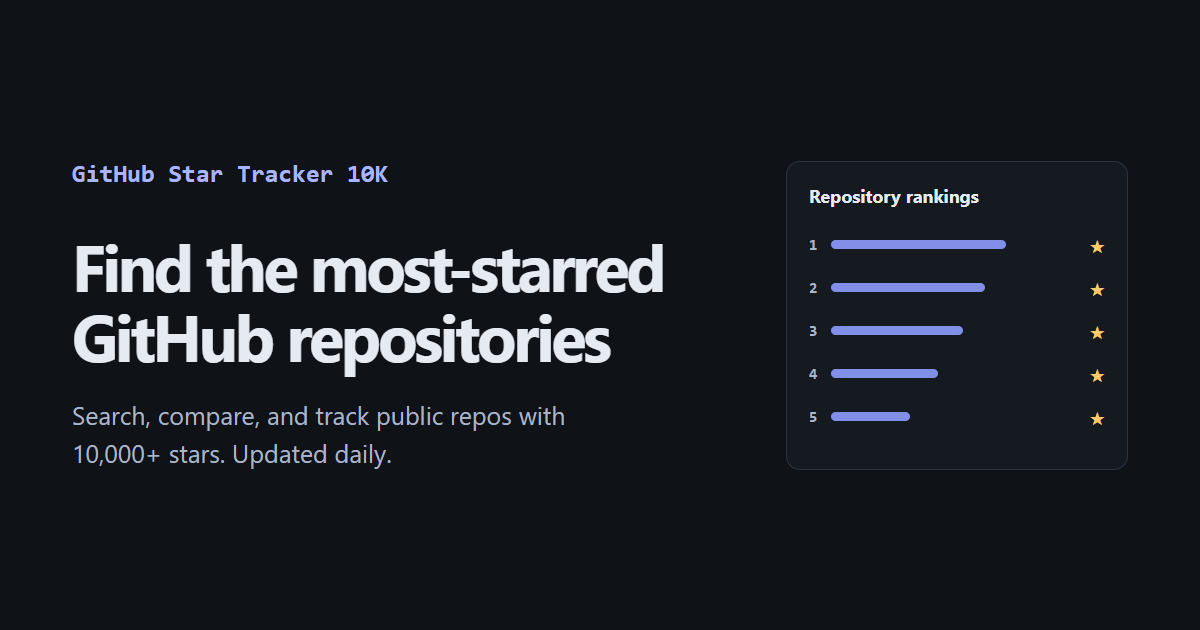 GitHub Star Tracker 10K
Find the most-starred
GitHub repositories
Search, compare, and track public repos with
10,000+ stars. Updated daily.
Repository rankings
1 ★
2 ★
3 ★
4 ★
5 ★